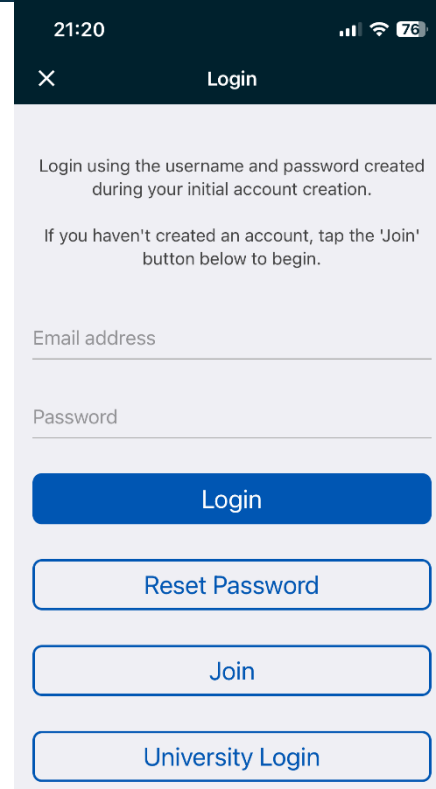 21:20
76
Login
Login using the username and password created
during your initial account creation.
If you haven't created an account, tap the 'Join'
button below to begin.
Email address
Password
Login
Reset Password
Join
University Login